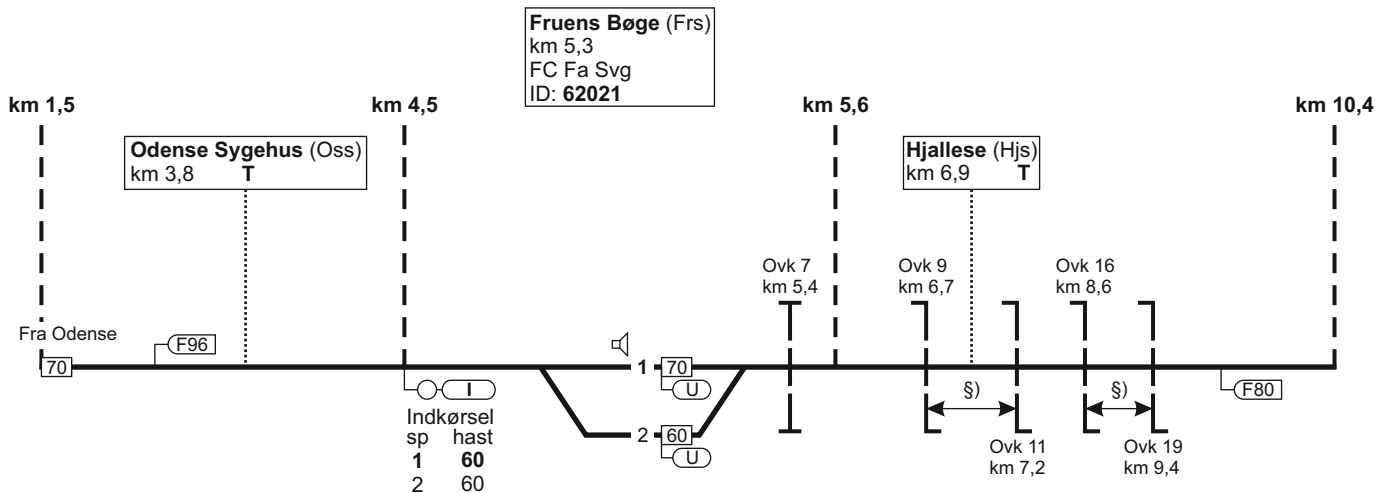 Fruens Bøge (Frs)
km 5,3
FC Fa Svg
ID: 62021
km 1,5
km 4,5
km 5,6
km 10,4
Odense Sygehus (Oss)
km 3,8 T
Hjallese (Hjs)
km 6,9 T
Ovk 7
km 5,4
Ovk 9
km 6,7
Ovk 16
km 8,6
Fra Odense
70
F96
1 70
U
I
Indkørsel
sp hast
1 60
2 60
2 60
U
§)
§)
F80
Ovk 11
km 7,2
Ovk 19
km 9,4